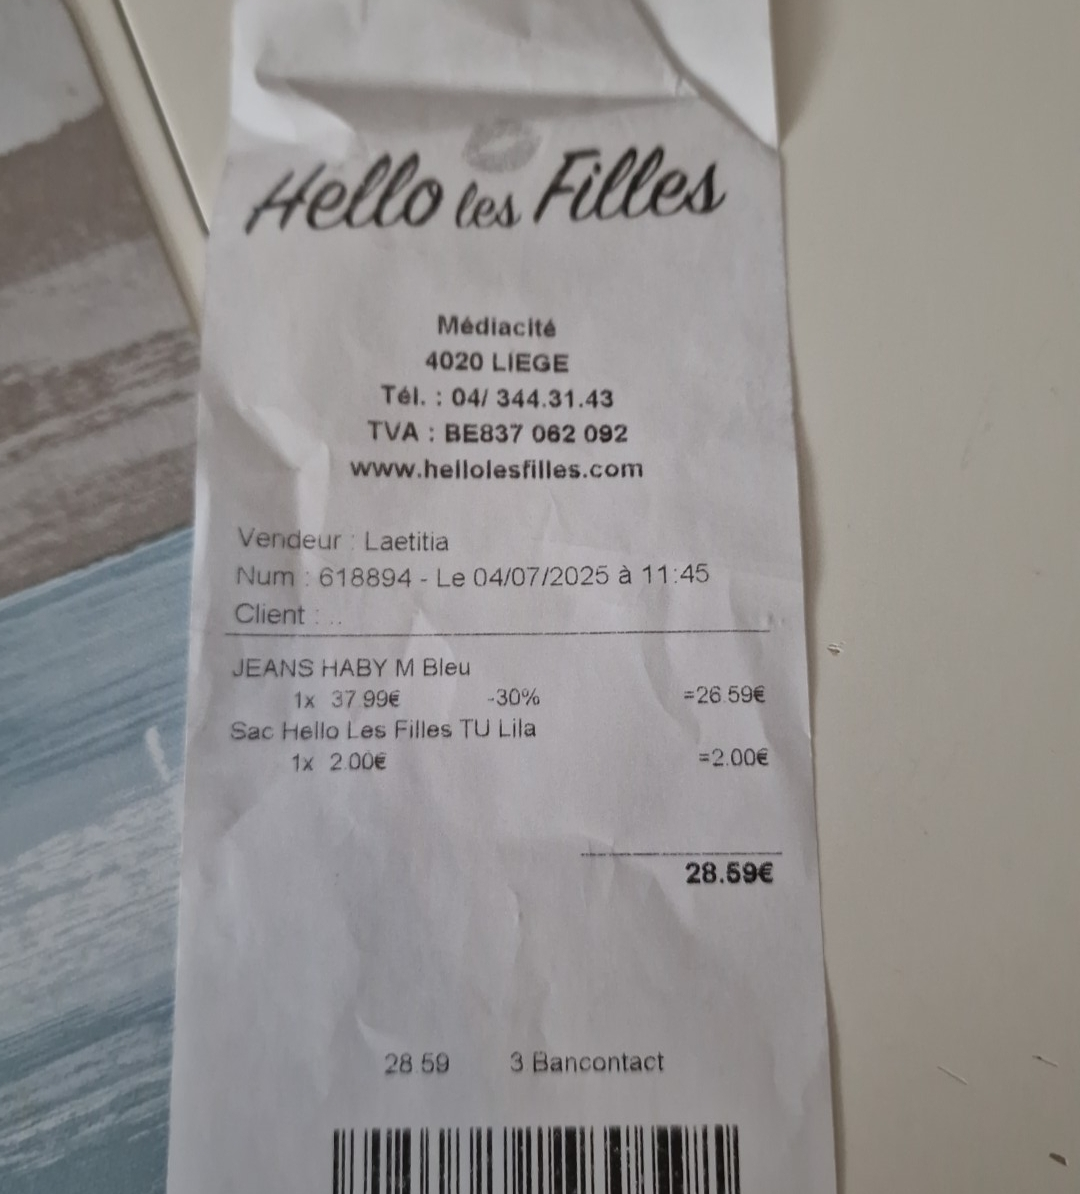 Hello les Filles
Médiacité
4020 LIEGE
Tél. : 04/ 344.31.43
TVA : BE837 062 092
www.hellolesfilles.com
Vendeur : Laetitia
Num : 618894 - Le 04/07/2025 à 11:45
Client : ..
JEANS HABY M Bleu
1x 37.99€ -30% =26.59€
Sac Hello Les Filles TU Lila
1x 2.00€ =2.00€
28.59€
28.59 3 Bancontact